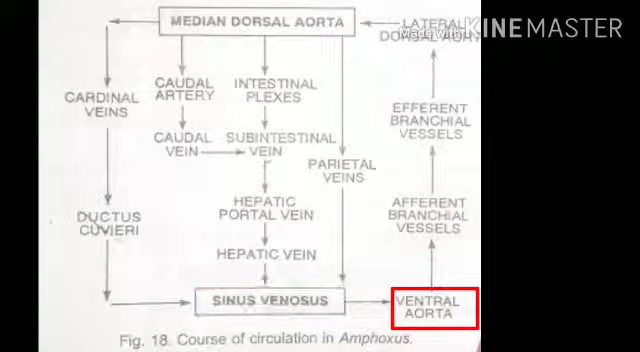 MEDIAN DORSAL AORTA
LATERAL
DORSAL AORTA
Made with
KINEMASTER
CARDINAL
VEINS
CAUDAL
ARTERY
INTESTINAL
PLEXES
EFFERENT
BRANCHIAL
VESSELS
CAUDAL
VEIN
SUBINTESTINAL
VEIN
PARIETAL
VEINS
HEPATIC
PORTAL VEIN
AFFERENT
BRANCHIAL
VESSELS
DUCTUS
CUVIERI
HEPATIC VEIN
SINUS VENOSUS
VENTRAL
AORTA
Fig. 18. Course of circulation in Amphoxus.